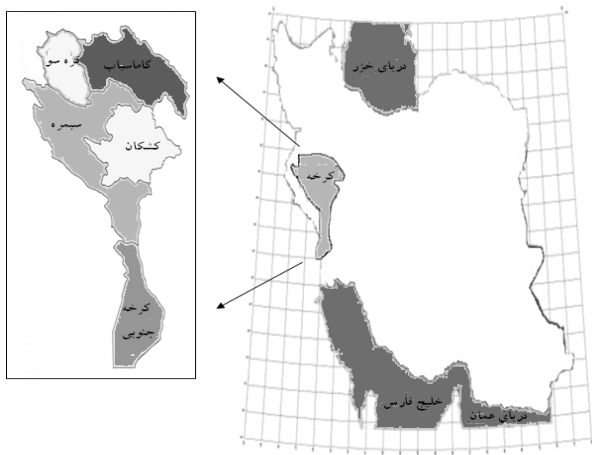 قره سو
گاماسیاب
سیمره
کشکان
کرخه
جنوبی
دریای خزر
کرخه
خلیج فارس
دریای عمان